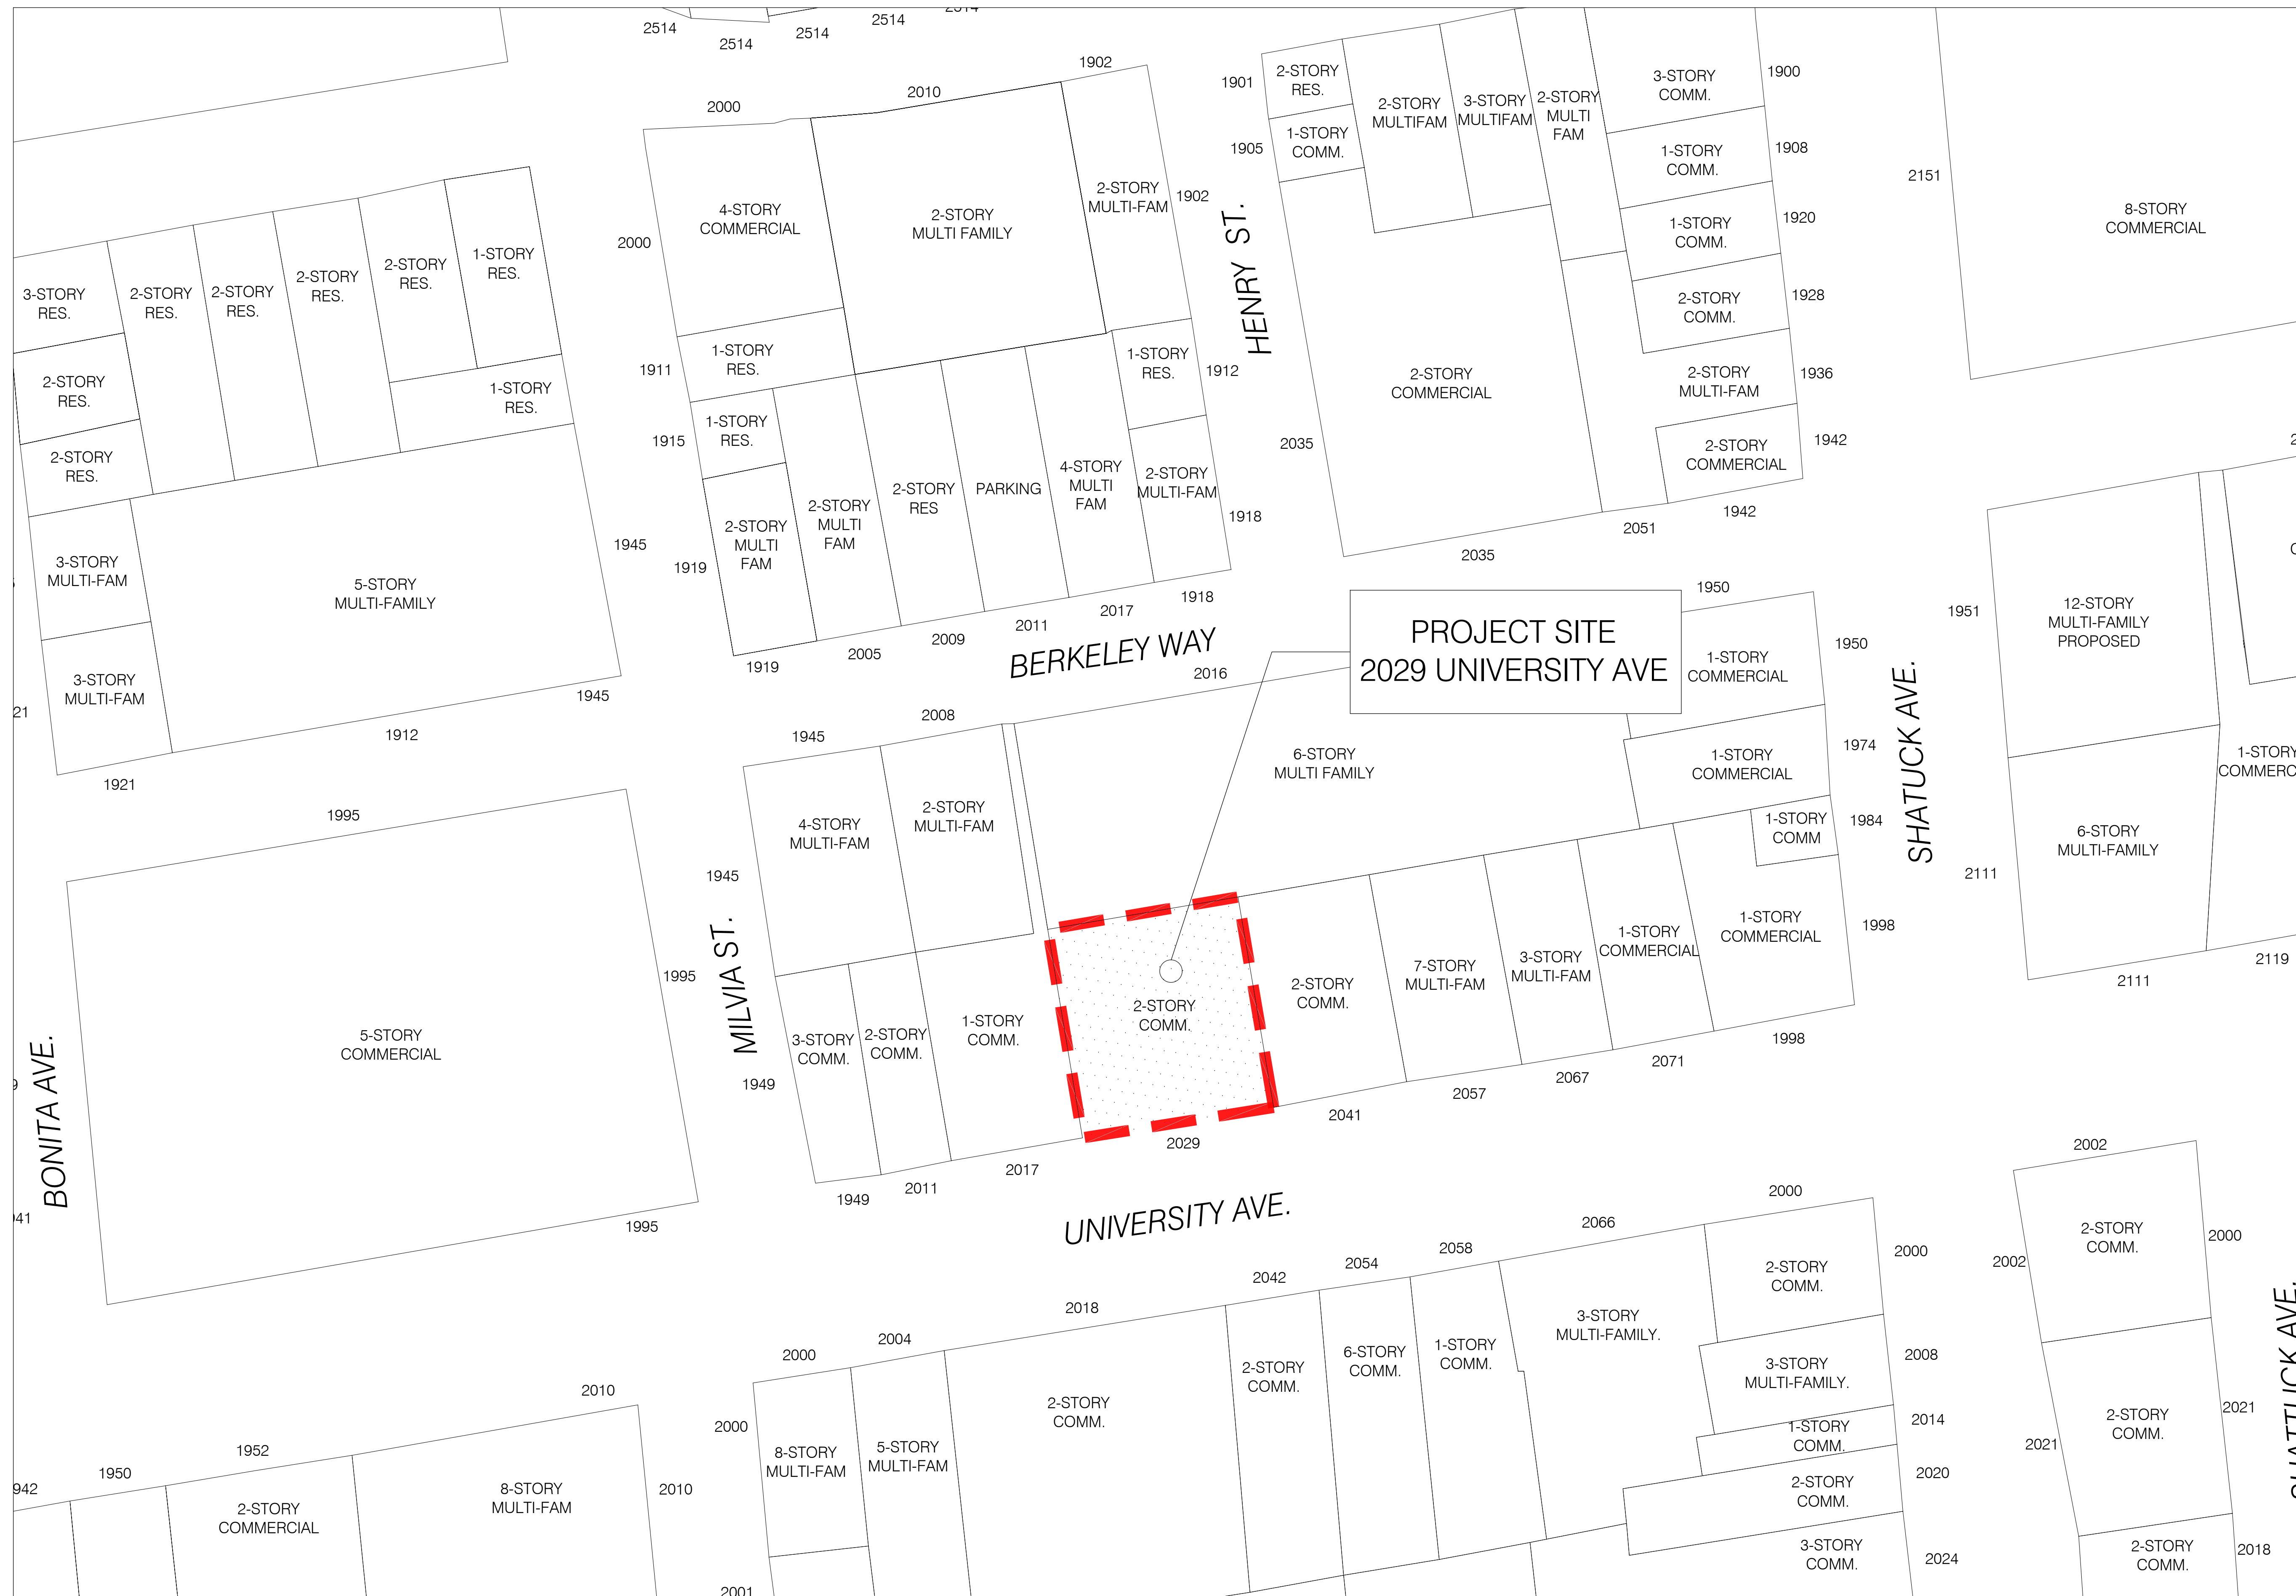 2514
2514
2514
2514
1902
2010
2000
1901
2-STORY
RES.
2-STORY
MULTIFAM
3-STORY
MULTIFAM
2-STORY
MULTI
FAM
3-STORY
COMM.
1900
1905
1-STORY
COMM.
1-STORY
COMM.
1908
2151
1-STORY
COMM.
1920
8-STORY
COMMERCIAL
4-STORY
COMMERCIAL
2-STORY
MULTI FAMILY
2-STORY
MULTI-FAM
1902
HENRY ST.
2000
3-STORY
RES.
2-STORY
RES.
2-STORY
RES.
2-STORY
RES.
2-STORY
RES.
1-STORY
RES.
2-STORY
COMM.
1928
1911
1-STORY
RES.
1-STORY
RES.
1912
2-STORY
COMMERCIAL
2-STORY
MULTI-FAM
1936
2-STORY
RES.
1-STORY
RES.
1915
1-STORY
RES.
2035
2-STORY
COMMERCIAL
1942
2-STORY
RES.
2-STORY
RES
PARKING
4-STORY
MULTI
FAM
2-STORY
MULTI-FAM
1918
2-STORY
MULTI
FAM
2-STORY
MULTI
FAM
1919
1945
2035
2051
1942
3-STORY
MULTI-FAM
5-STORY
MULTI-FAMILY
1919
2005
2009
2011
2017
1918
BERKELEY WAY
2016
1950
1950
1951
12-STORY
MULTI-FAMILY
PROPOSED
PROJECT SITE
2029 UNIVERSITY AVE
1-STORY
COMMERCIAL
3-STORY
MULTI-FAM
1945
1912
1921
2008
1945
1-STORY
COMMERCIAL
1974
6-STORY
MULTI FAMILY
SHATUCK AVE.
1-STORY
1995
4-STORY
MULTI-FAM
2-STORY
MULTI-FAM
1-STORY
COMM
1984
6-STORY
MULTI-FAMILY
1945
2111
MILVIA ST.
1995
1-STORY
COMMERCIAL
1-STORY
COMMERCIAL
1998
3-STORY
MULTI-FAM
7-STORY
MULTI-FAM
2-STORY
COMM.
2-STORY
COMM.
1-STORY
COMM.
2-STORY
COMM.
3-STORY
COMM.
1949
2111
2119
5-STORY
COMMERCIAL
BONITA AVE.
1998
2071
2067
2057
2041
2029
2017
2011
1949
1995
UNIVERSITY AVE.
2002
2-STORY
COMM.
2000
2002
2000
2066
2058
2054
2042
2018
2004
2000
2-STORY
COMM.
2000
3-STORY
MULTI-FAMILY.
3-STORY
MULTI-FAMILY.
2008
1-STORY
COMM.
6-STORY
COMM.
2-STORY
COMM.
2-STORY
COMM.
2010
2000
8-STORY
MULTI-FAM
5-STORY
MULTI-FAM
1-STORY
COMM.
2014
2-STORY
COMM.
2020
2021
2-STORY
COMM.
2021
1952
1950
2-STORY
COMMERCIAL
8-STORY
MULTI-FAM
2010
3-STORY
COMM.
2024
2-STORY
COMM.
2018
2001
SHATTUCK AVE.